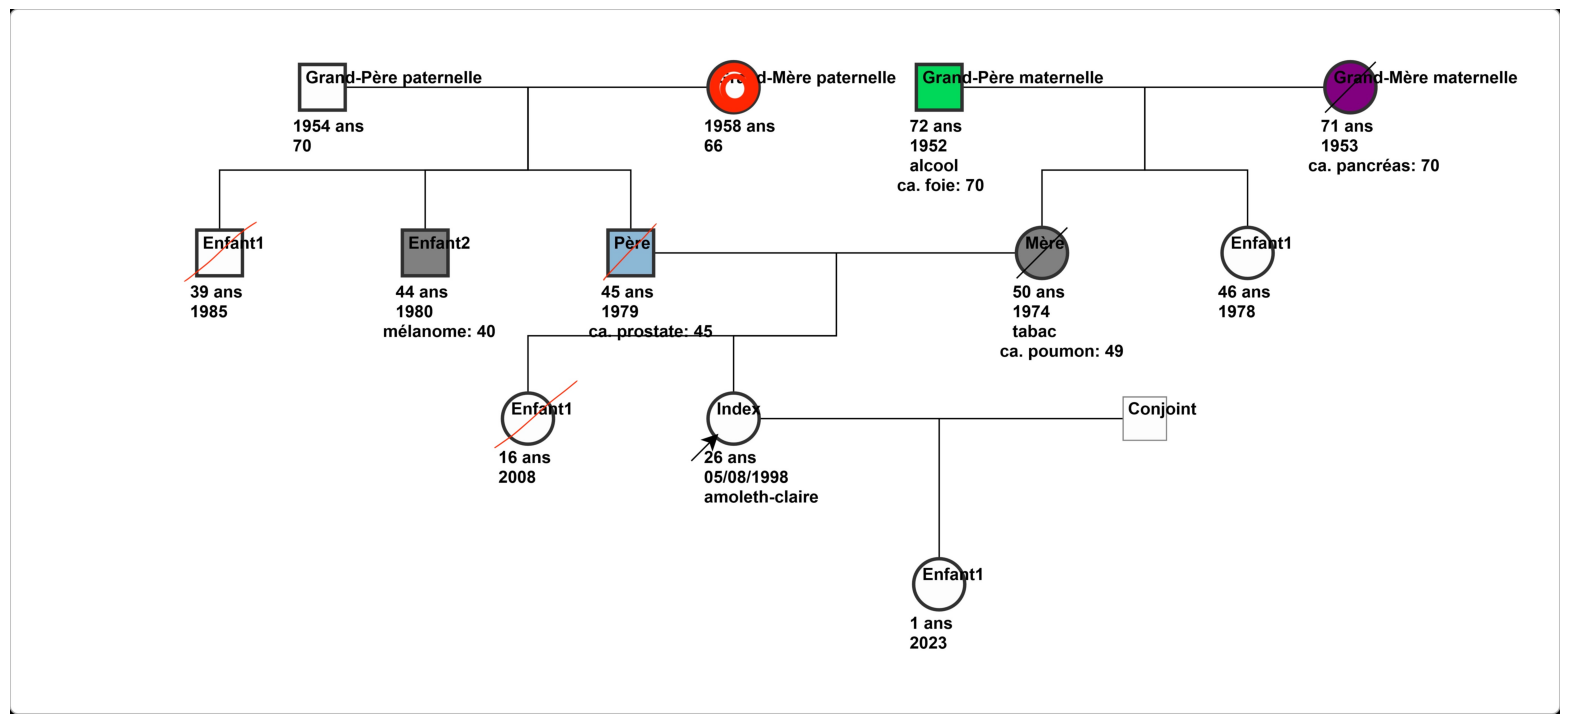 Grand-Père paternelle
Grand-Mère paternelle
Grand-Père maternelle
Grand-Mère maternelle
1954 ans
70
1958 ans
66
72 ans
1952
alcool
ca. foie: 70
71 ans
1953
ca. pancréas: 70
Enfant1
Enfant2
Père
Mère
Enfant1
39 ans
1985
44 ans
1980
mélanome: 40
45 ans
1979
ca. prostate: 45
50 ans
1974
tabac
ca. poumon: 49
46 ans
1978
Enfant1
Index
Conjoint
16 ans
2008
26 ans
05/08/1998
amoleth-claire
Enfant1
1 ans
2023